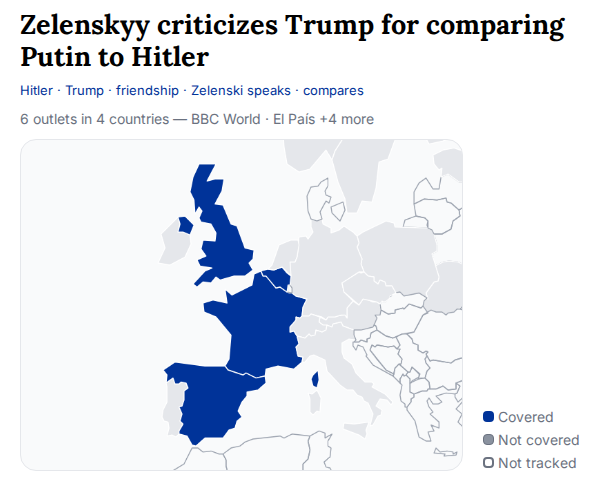 Zelenskyy criticizes Trump for comparing
Putin to Hitler
Hitler · Trump · friendship · Zelenski speaks · compares
6 outlets in 4 countries — BBC World · El País +4 more
Covered
Not covered
Not tracked